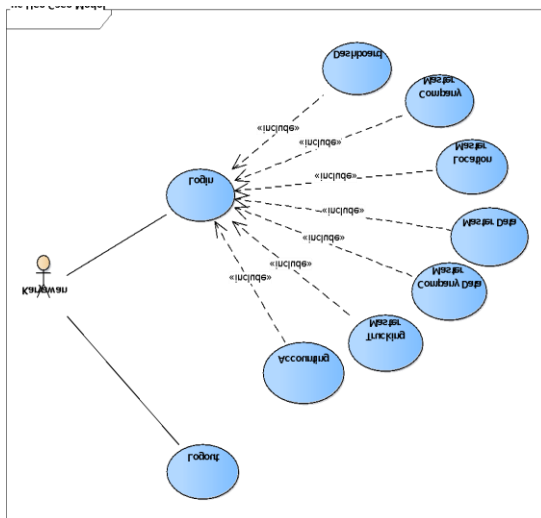 uc Use Case Model
Dashboard
Master
Company
«include»
«include»
Master
Location
«include»
Login
«include»
Master Data
«include»
Master
Company Data
«include»
«include»
Karyawan
Master
Trucking
Accounting
Logout